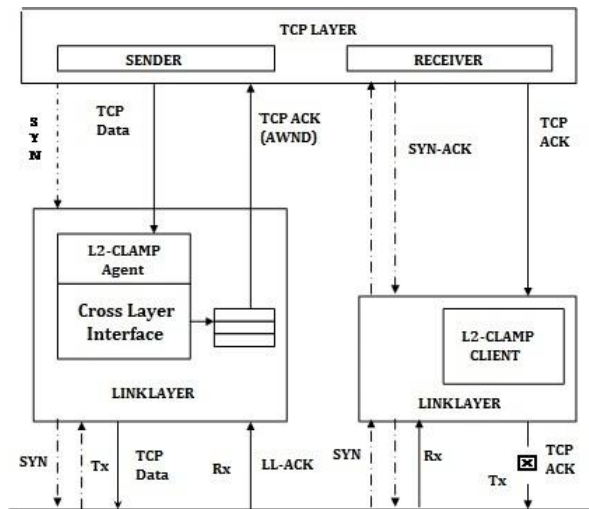 TCP LAYER
SENDER
RECEIVER
S
Y
N
TCP
Data
TCP ACK
(AWND)
SYN-ACK
TCP
ACK
L2-CLAMP
Agent
Cross Layer
Interface
L2-CLAMP
CLIENT
LINKLAYER
LINKLAYER
SYN
Tx
TCP
Data
Rx
LL-ACK
SYN
Rx
Tx
TCP
ACK